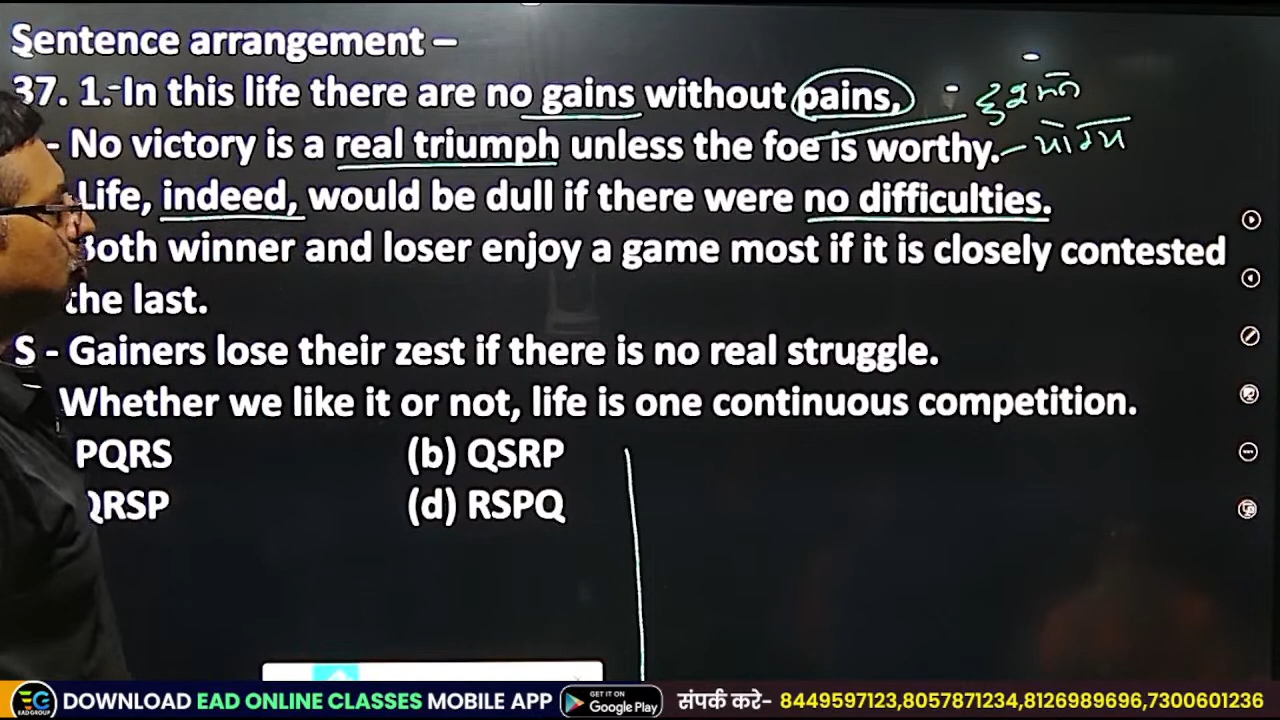 Sentence arrangement –
37. 1.-In this life there are no gains without pains, - दुश्मन
- No victory is a real triumph unless the foe is worthy. - योग्य
Life, indeed, would be dull if there were no difficulties.
Both winner and loser enjoy a game most if it is closely contested
the last.
S - Gainers lose their zest if there is no real struggle.
Whether we like it or not, life is one continuous competition.
PQRS (b) QSRP
QRSP (d) RSPQ
EG EAD GROUP DOWNLOAD EAD ONLINE CLASSES MOBILE APP GET IT ON Google Play संपर्क करे- 8449597123,8057871234,8126989696,7300601236